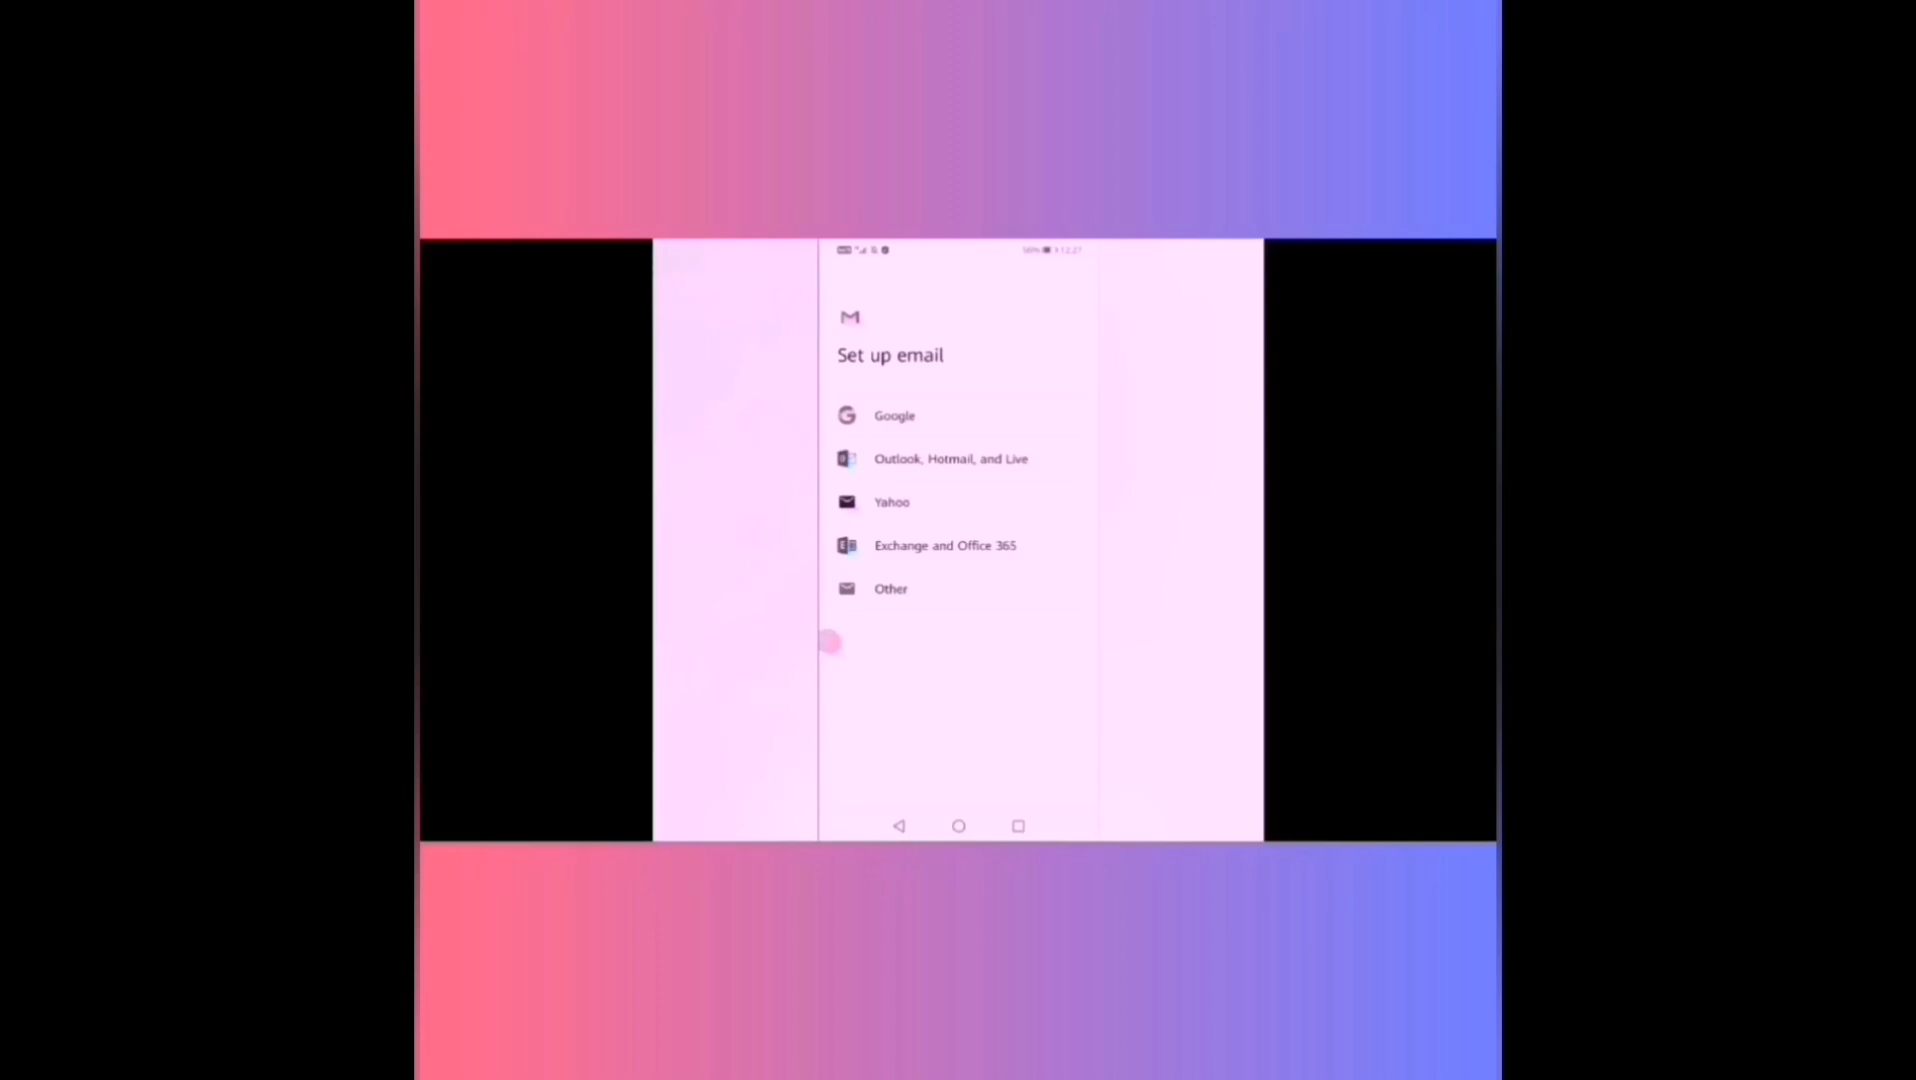 Set up email
Google
Outlook, Hotmail, and Live
Yahoo
Exchange and Office 365
Other